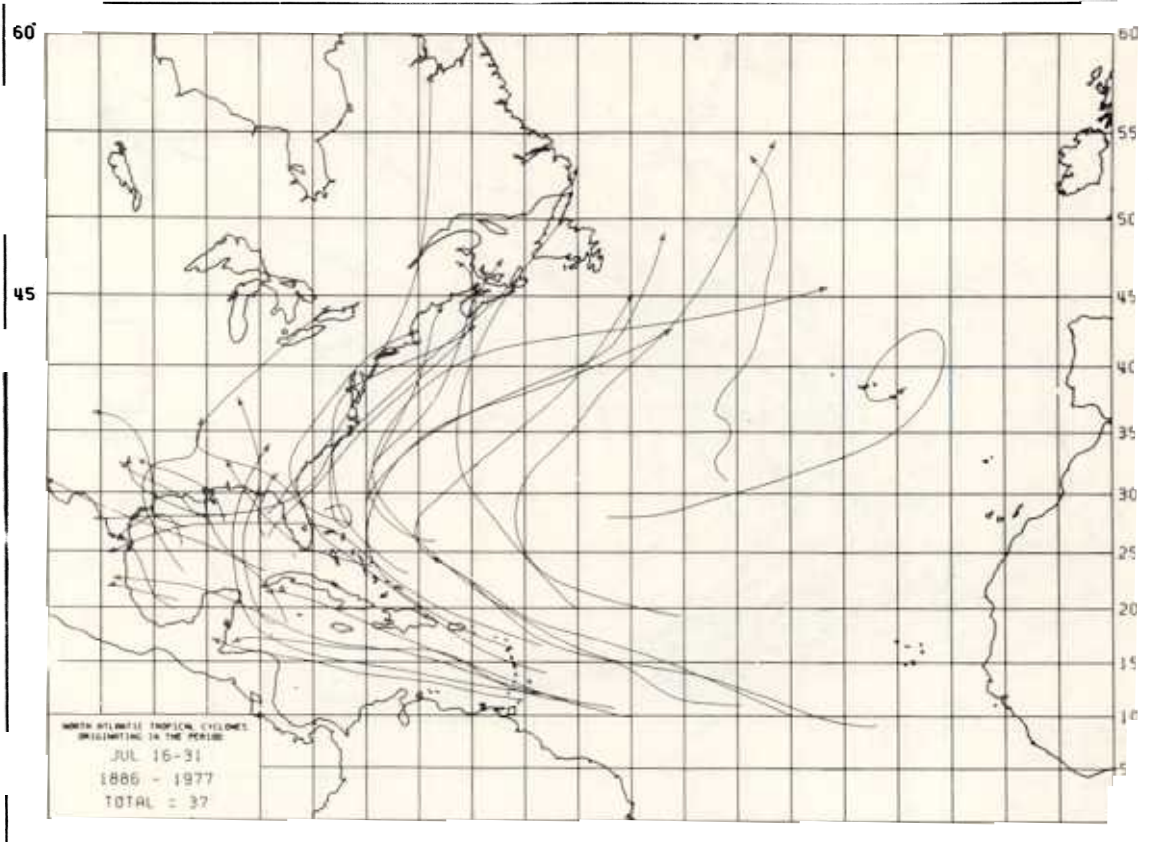 60°
60
55
50
45
45
40
35
30
25
20
15
10
5
NORTH ATLANTIC TROPICAL CYCLONES
ORIGINATING IN THE PERIOD
JUL 16-31
1886 - 1977
TOTAL = 37